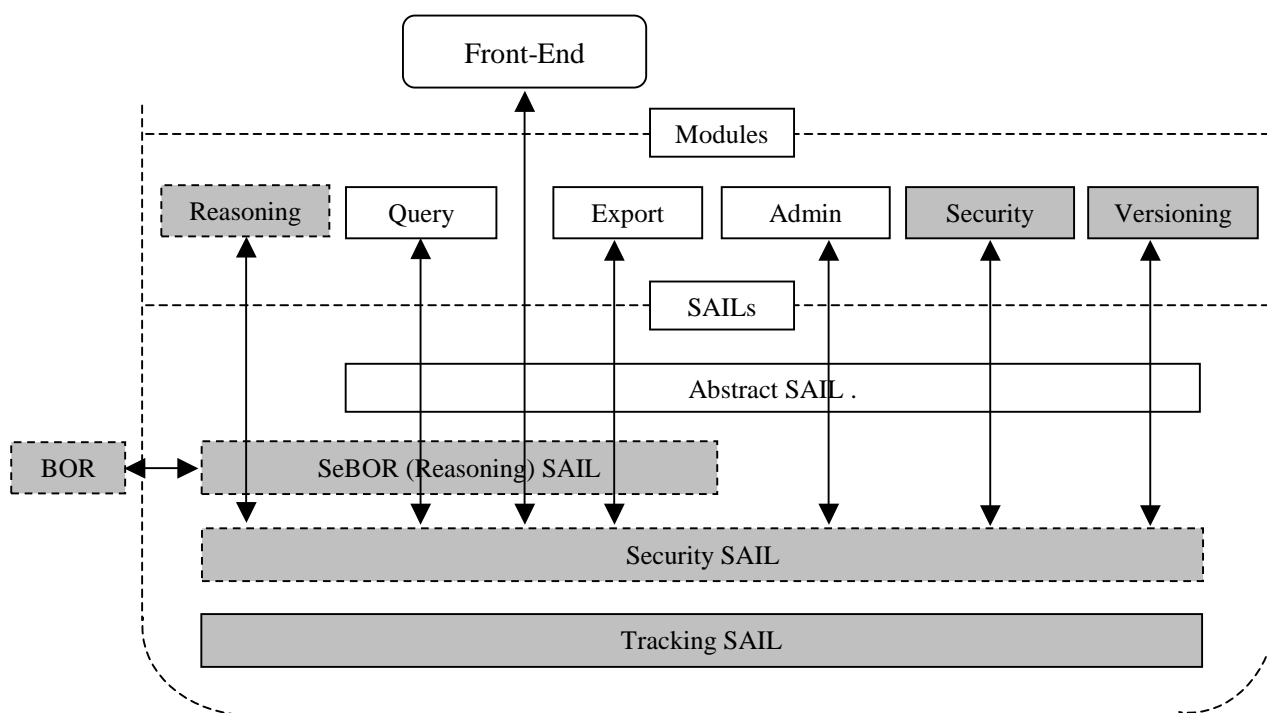 Front-End
Modules
Reasoning
Query
Export
Admin
Security
Versioning
SAILs
Abstract SAIL .
BOR
SeBOR (Reasoning) SAIL
Security SAIL
Tracking SAIL